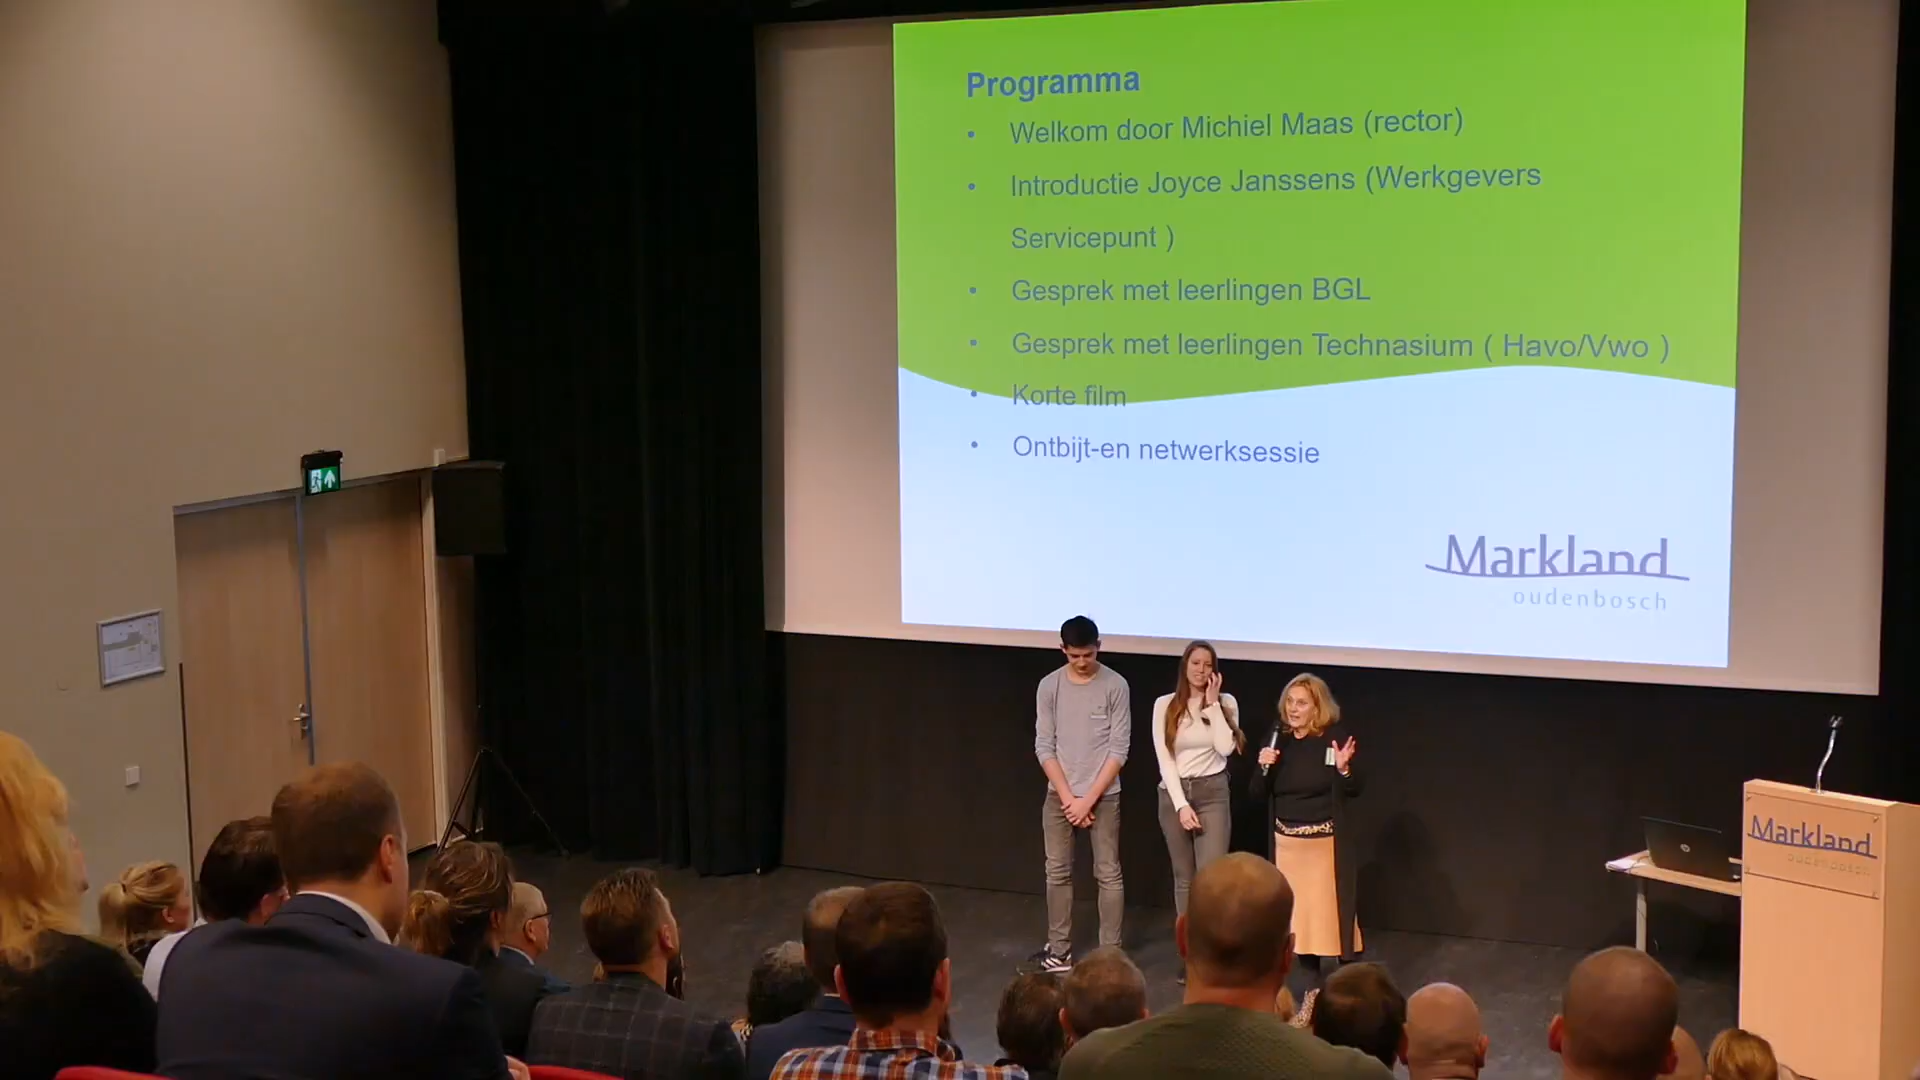 Programma
• Welkom door Michiel Maas (rector)
• Introductie Joyce Janssens (Werkgevers
Servicepunt )
• Gesprek met leerlingen BGL
• Gesprek met leerlingen Technasium ( Havo/Vwo )
• Korte film
• Ontbijt-en netwerksessie
Markland
oudenbosch
Markland
oudenbosch